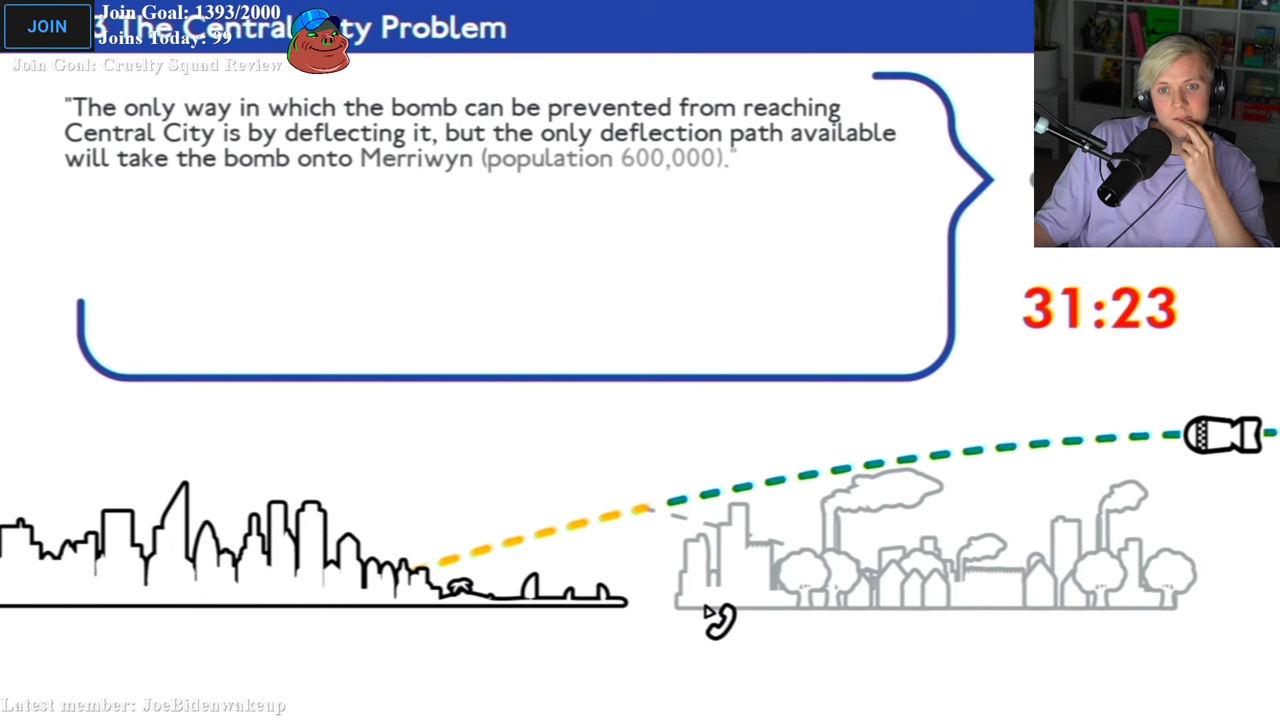 JOIN
Join Goal: 1393/2000
3 The Central City Problem
Joins Today: 99
Join Goal: Cruelty Squad Review
"The only way in which the bomb can be prevented from reaching
Central City is by deflecting it, but the only deflection path available
will take the bomb onto Merriwyn (population 600,000)."
31:23
Latest member: JoeBidenwakeup